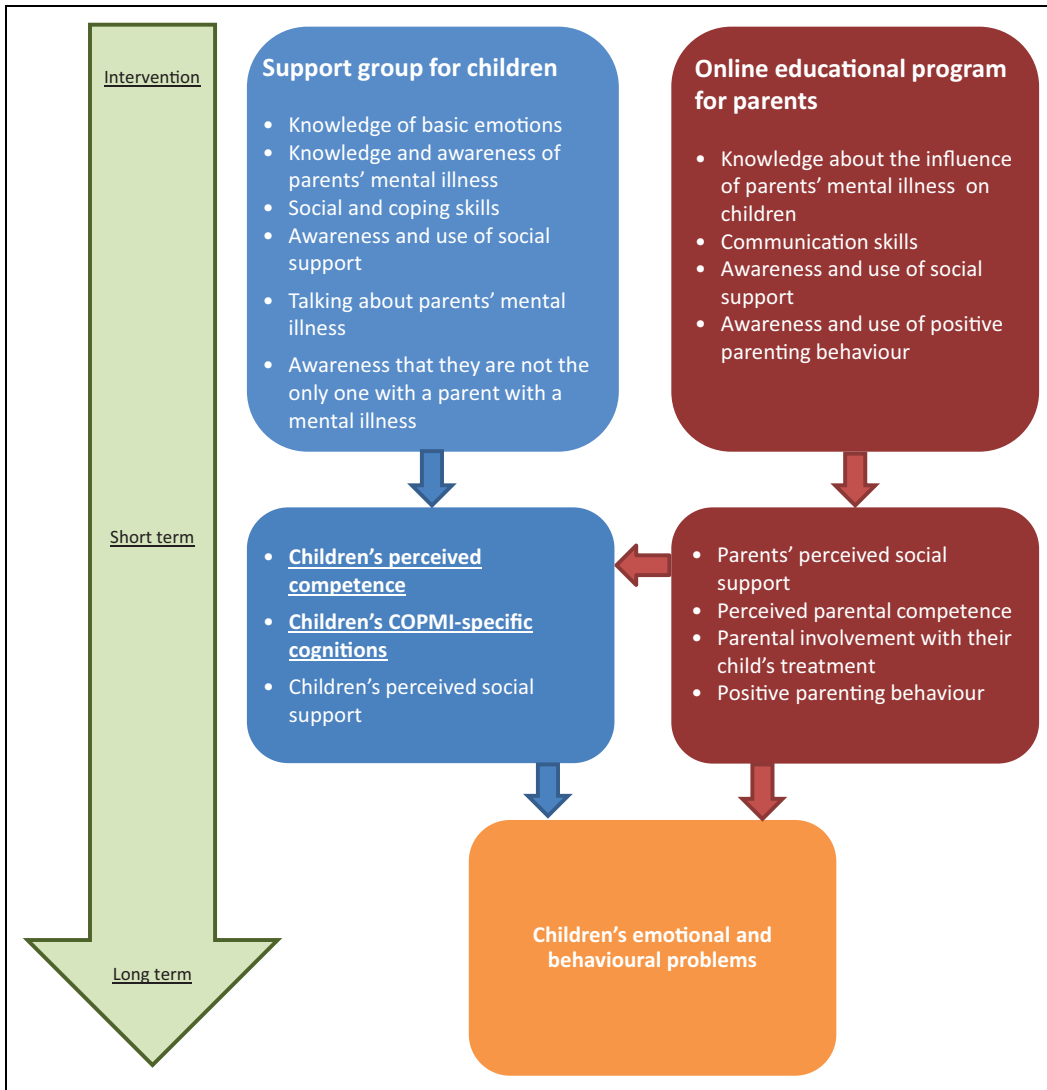 Intervention
Support group for children
• Knowledge of basic emotions
• Knowledge and awareness of
parents’ mental illness
• Social and coping skills
• Awareness and use of social
support
• Talking about parents’ mental
illness
• Awareness that they are not the
only one with a parent with a
mental illness
Online educational program
for parents
• Knowledge about the influence
of parents’ mental illness on
children
• Communication skills
• Awareness and use of social
support
• Awareness and use of positive
parenting behaviour
Short term
• Children’s perceived
competence
• Children’s COPMI-specific
cognitions
• Children’s perceived social
support
• Parents’ perceived social
support
• Perceived parental competence
• Parental involvement with their
child’s treatment
• Positive parenting behaviour
Long term
Children’s emotional and
behavioural problems